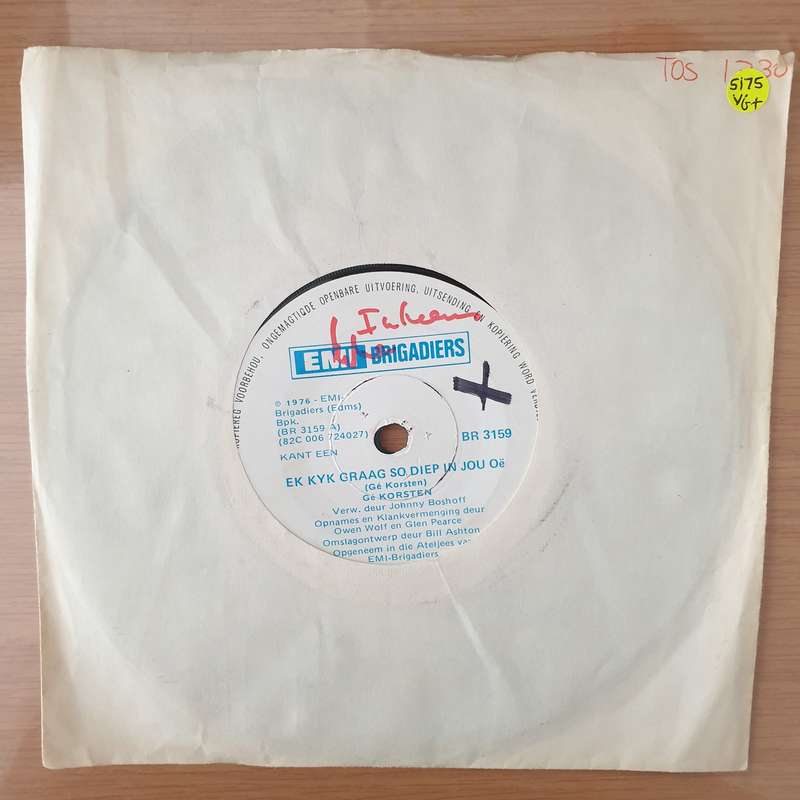 TOS
5175
VG+
KOPIEREG VOORBEHOU, ONGEMAGTIGDE OPENBARE UITVOERING, UITSENDING EN KOPIERING WORD
EMI BRIGADIERS
℗ 1976 - EMI-
Brigadiers (Edms)
Bpk.
(BR 3159 A)
(82C 006 724027)
KANT EEN
BR 3159
EK KYK GRAAG SO DIEP IN JOU Oë
(Gé Korsten)
Gé KORSTEN
Verw. deur Johnny Boshoff
Opnames en Klankvermenging deur
Owen Wolf en Glen Pearce
Omslagontwerp deur Bill Ashton
Opgeneem in die Ateljees van
EMI-Brigadiers